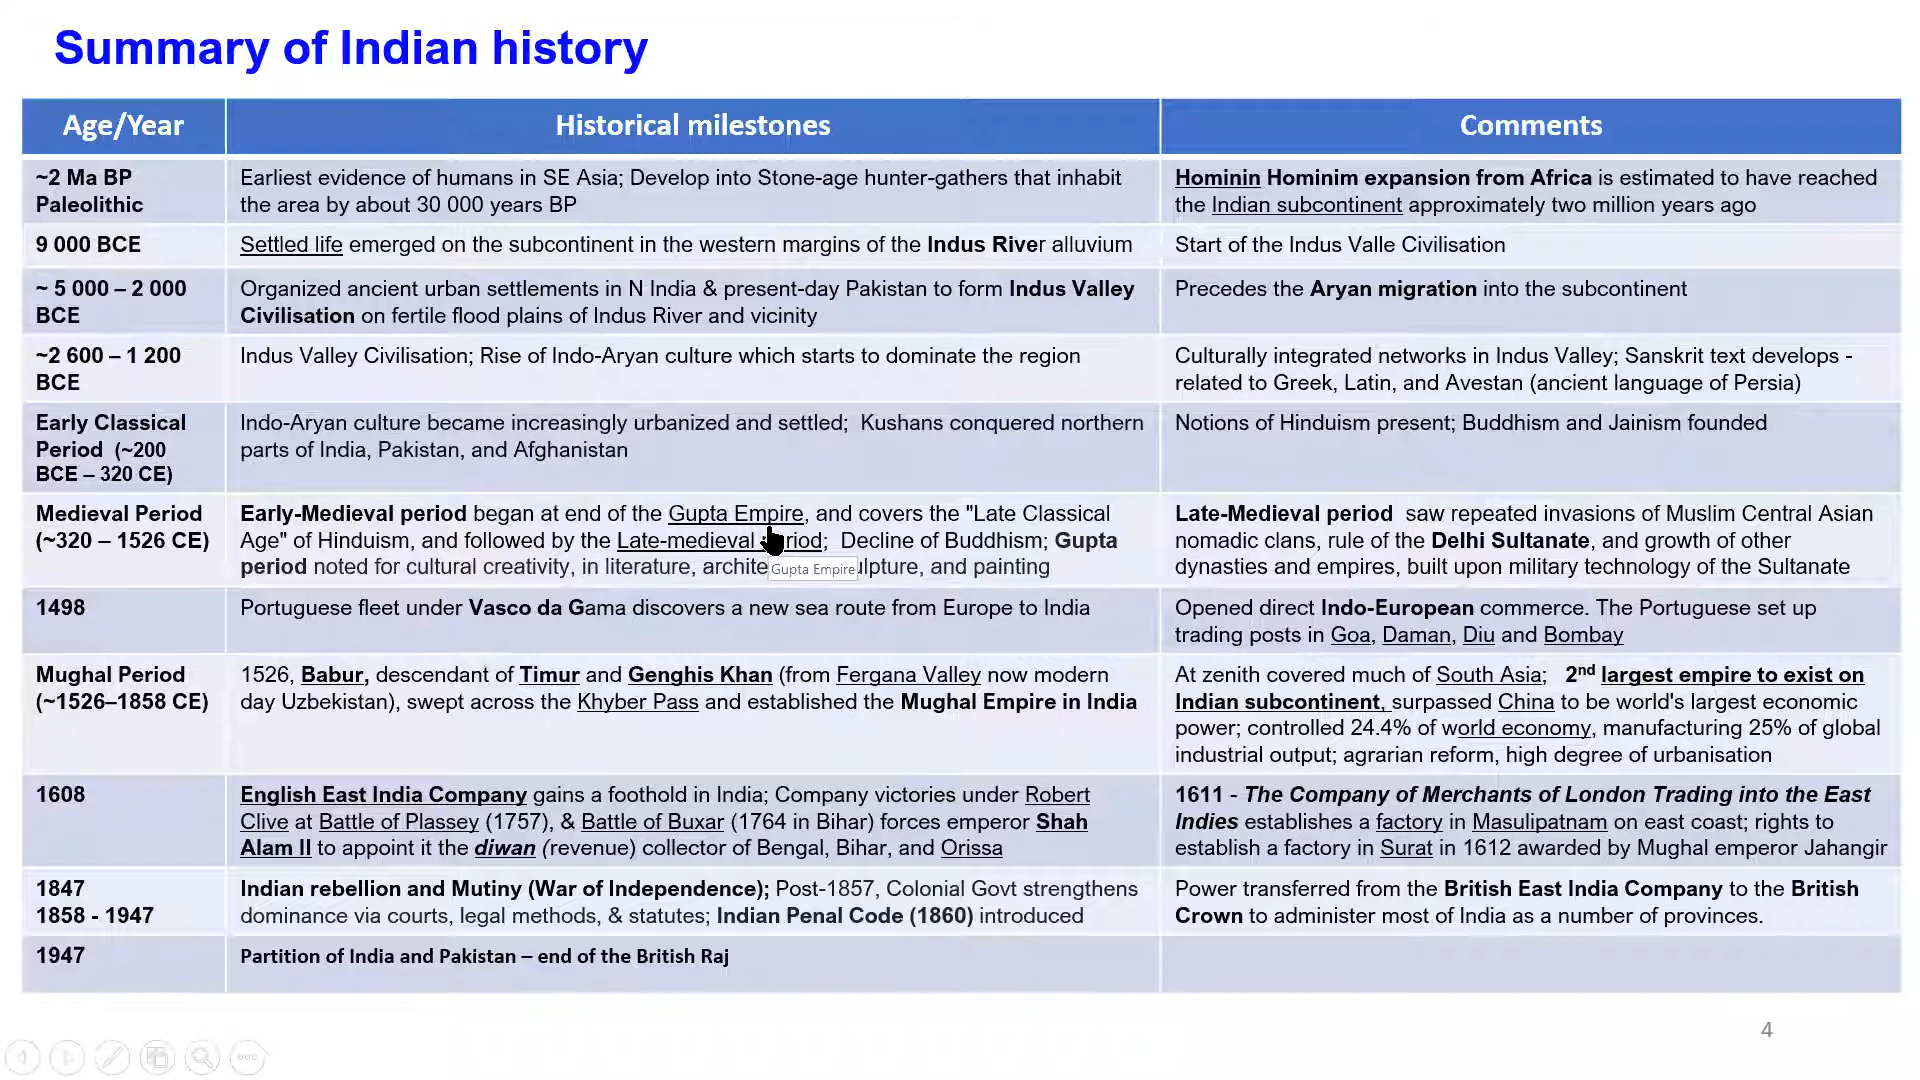 Summary of Indian history
Age/Year
Historical milestones
Comments
~2 Ma BP
Paleolithic
Earliest evidence of humans in SE Asia; Develop into Stone-age hunter-gathers that inhabit
the area by about 30 000 years BP
Hominin Hominim expansion from Africa is estimated to have reached
the Indian subcontinent approximately two million years ago
9 000 BCE
Settled life emerged on the subcontinent in the western margins of the Indus River alluvium
Start of the Indus Valle Civilisation
~ 5 000 – 2 000
BCE
Organized ancient urban settlements in N India & present-day Pakistan to form Indus Valley
Civilisation on fertile flood plains of Indus River and vicinity
Precedes the Aryan migration into the subcontinent
~2 600 – 1 200
BCE
Indus Valley Civilisation; Rise of Indo-Aryan culture which starts to dominate the region
Culturally integrated networks in Indus Valley; Sanskrit text develops -
related to Greek, Latin, and Avestan (ancient language of Persia)
Early Classical
Period (~200
BCE – 320 CE)
Indo-Aryan culture became increasingly urbanized and settled; Kushans conquered northern
parts of India, Pakistan, and Afghanistan
Notions of Hinduism present; Buddhism and Jainism founded
Medieval Period
(~320 – 1526 CE)
Early-Medieval period began at end of the Gupta Empire, and covers the "Late Classical
Age" of Hinduism, and followed by the Late-medieval riod; Decline of Buddhism; Gupta
period noted for cultural creativity, in literature, archite ulpture, and painting
Gupta Empire
Late-Medieval period saw repeated invasions of Muslim Central Asian
nomadic clans, rule of the Delhi Sultanate, and growth of other
dynasties and empires, built upon military technology of the Sultanate
1498
Portuguese fleet under Vasco da Gama discovers a new sea route from Europe to India
Opened direct Indo-European commerce. The Portuguese set up
trading posts in Goa, Daman, Diu and Bombay
Mughal Period
(~1526–1858 CE)
1526, Babur, descendant of Timur and Genghis Khan (from Fergana Valley now modern
day Uzbekistan), swept across the Khyber Pass and established the Mughal Empire in India
At zenith covered much of South Asia; 2nd largest empire to exist on
Indian subcontinent, surpassed China to be world's largest economic
power; controlled 24.4% of world economy, manufacturing 25% of global
industrial output; agrarian reform, high degree of urbanisation
1608
English East India Company gains a foothold in India; Company victories under Robert
Clive at Battle of Plassey (1757), & Battle of Buxar (1764 in Bihar) forces emperor Shah
Alam II to appoint it the diwan (revenue) collector of Bengal, Bihar, and Orissa
1611 - The Company of Merchants of London Trading into the East
Indies establishes a factory in Masulipatnam on east coast; rights to
establish a factory in Surat in 1612 awarded by Mughal emperor Jahangir
1847
1858 - 1947
Indian rebellion and Mutiny (War of Independence); Post-1857, Colonial Govt strengthens
dominance via courts, legal methods, & statutes; Indian Penal Code (1860) introduced
Power transferred from the British East India Company to the British
Crown to administer most of India as a number of provinces.
1947
Partition of India and Pakistan – end of the British Raj
4